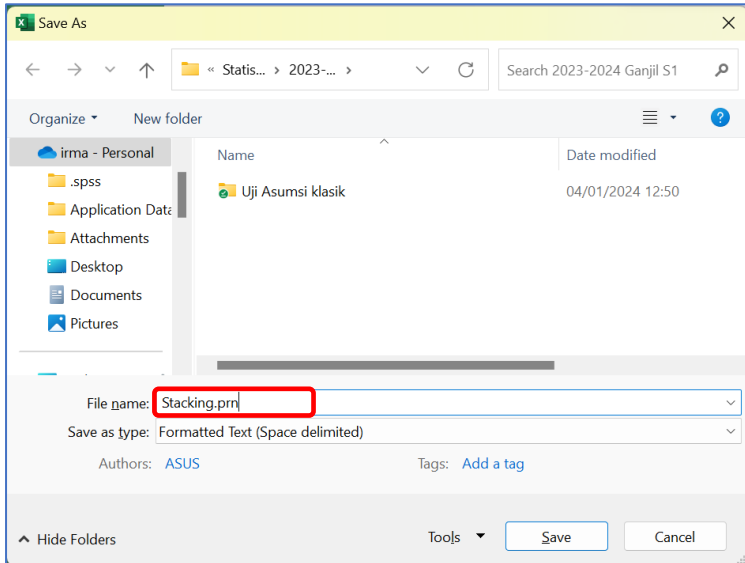 Save As
« Statis... > 2023-... >
Search 2023-2024 Ganjil S1
Organize
New folder
irma - Personal
.spss
Application Data
Attachments
Desktop
Documents
Pictures
Name
Date modified
Uji Asumsi klasik
04/01/2024 12:50
File name: Stacking.prn
Save as type: Formatted Text (Space delimited)
Authors: ASUS
Tags: Add a tag
Hide Folders
Tools
Save
Cancel